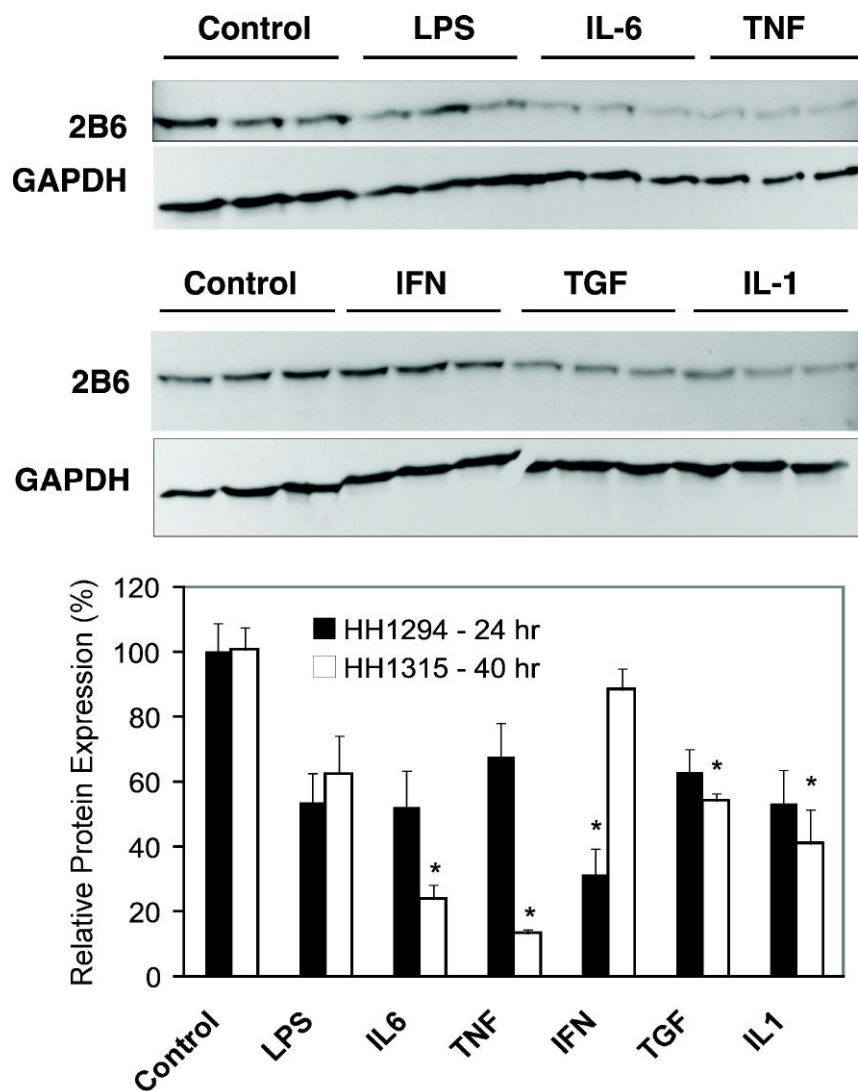 Control LPS IL-6 TNF
2B6
GAPDH
Control IFN TGF IL-1
2B6
GAPDH
Relative Protein Expression (%)
120
100
80
60
40
20
0
HH1294 - 24 hr
HH1315 - 40 hr
* * * * *
Control LPS IL6 TNF IFN TGF IL1